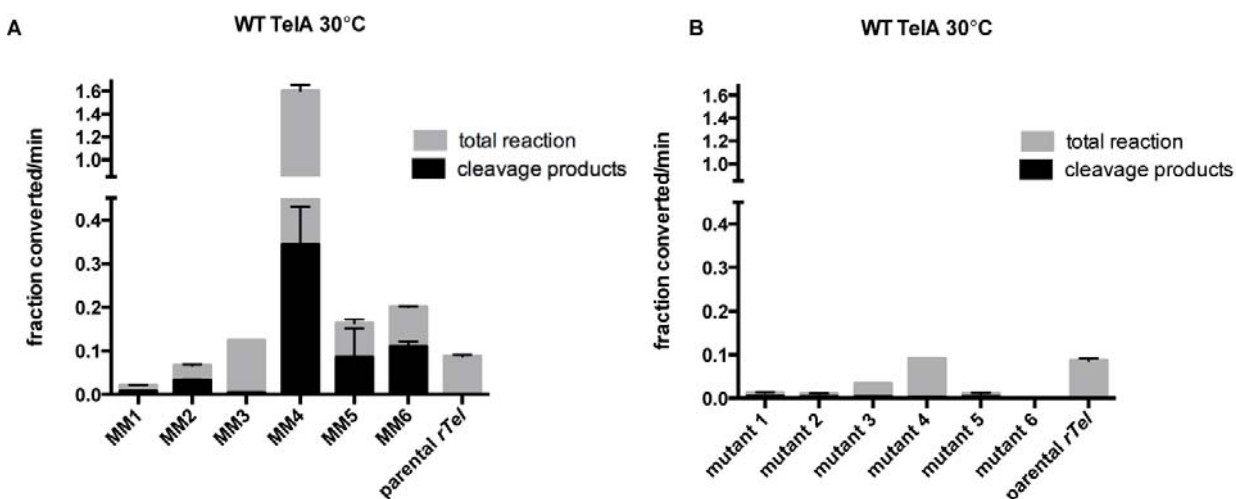 A
WT TelA 30°C
fraction converted/min
1.6
1.4
1.2
1.0
0.4
0.3
0.2
0.1
0.0
total reaction
cleavage products
MM1
MM2
MM3
MM4
MM5
MM6
parental rTel
B
WT TelA 30°C
fraction converted/min
1.6
1.4
1.2
1.0
0.4
0.3
0.2
0.1
0.0
total reaction
cleavage products
mutant 1
mutant 2
mutant 3
mutant 4
mutant 5
mutant 6
parental rTel